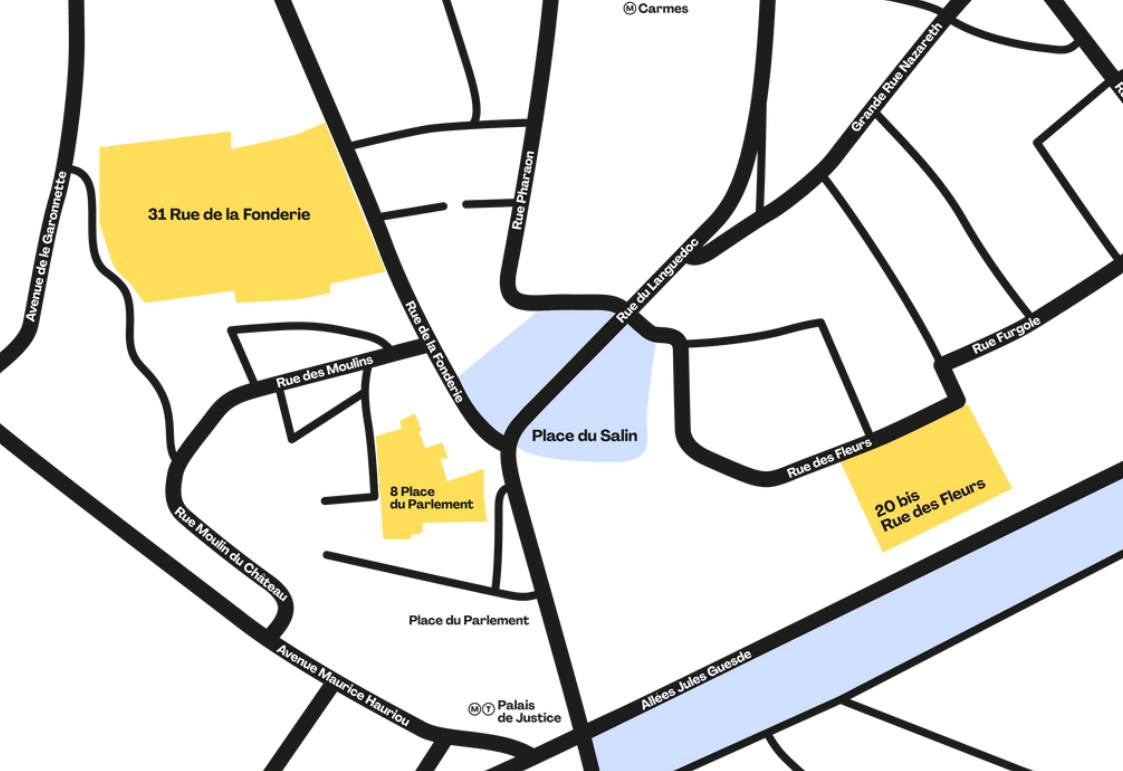 Ⓜ Carmes
Grande Rue Nazareth
Avenue de le Garonnette
31 Rue de la Fonderie
Rue Pharaon
Rue du Languedoc
Rue de la Fonderie
Rue Furgole
Rue des Moulins
Place du Salin
Rue des Fleurs
8 Place
du Parlement
20 bis
Rue des Fleurs
Rue Moulin du Château
Place du Parlement
Avenue Maurice Hauriou
Allées Jules Guesde
ⓂⓉ Palais
de Justice